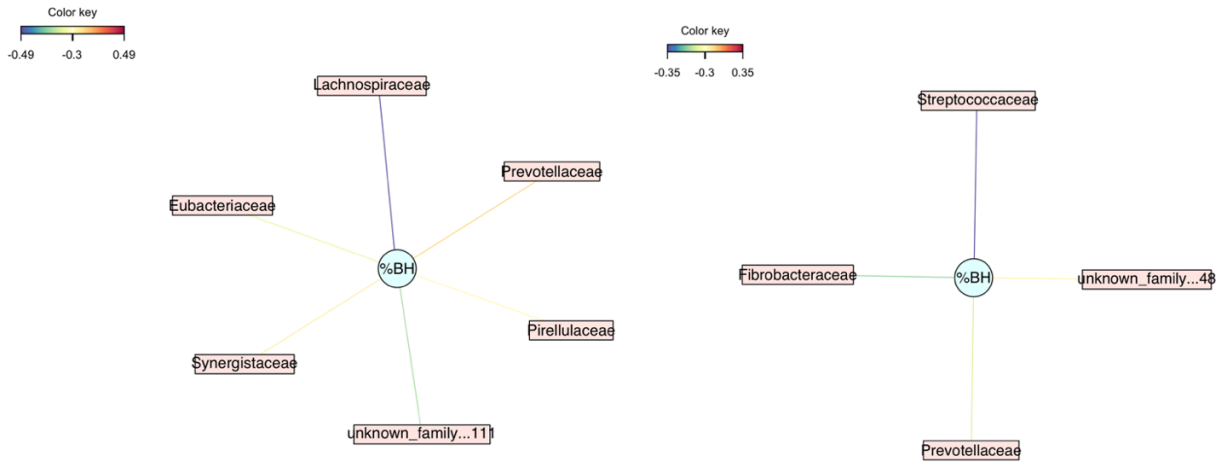 Color key
-0.49 -0.3 0.49
Lachnospiraceae
Prevotellaceae
Eubacteriaceae
%BH
Pirellulaceae
Synergistaceae
unknown_family...111
Color key
-0.35 -0.3 0.35
Streptococcaceae
Fibrobacteraceae
%BH
unknown_family...48
Prevotellaceae